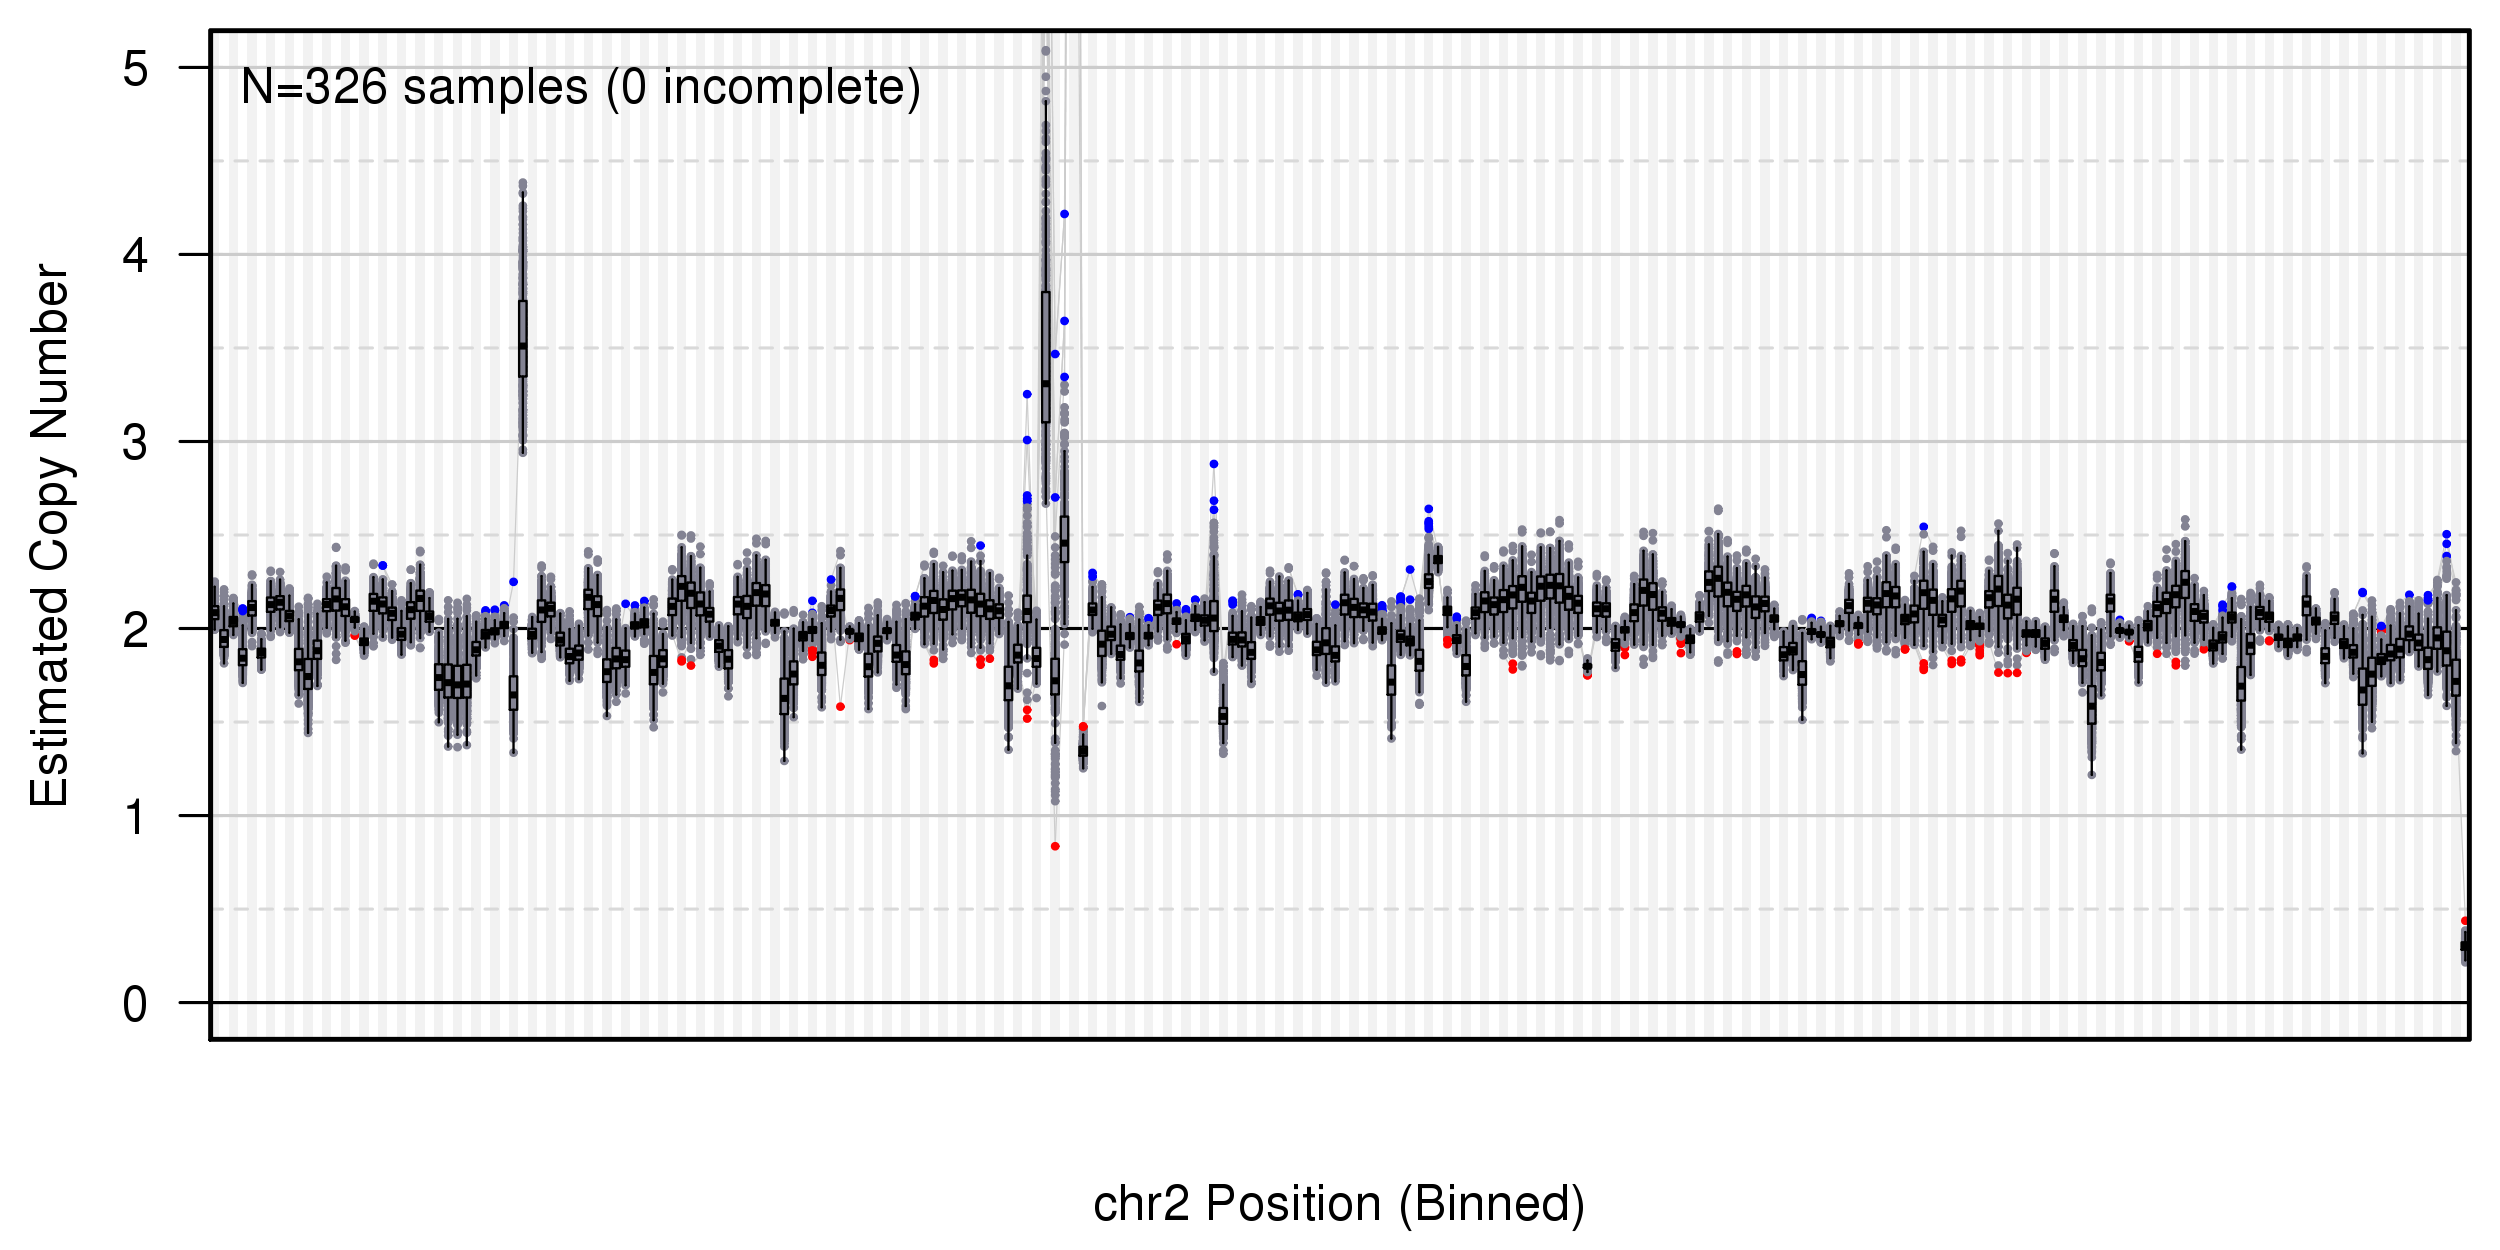 N=326 samples (0 incomplete)
5
4
3
2
1
0
Estimated Copy Number
chr2 Position (Binned)